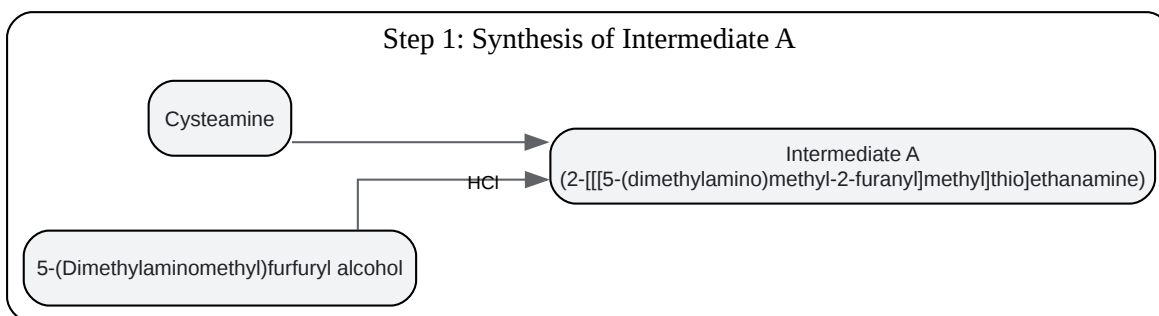 Step 1: Synthesis of Intermediate A
Cysteamine
Intermediate A
(2-[[[5-(dimethylamino)methyl-2-furanyl]methyl]thio]ethanamine)
HCl
5-(Dimethylaminomethyl)furfuryl alcohol